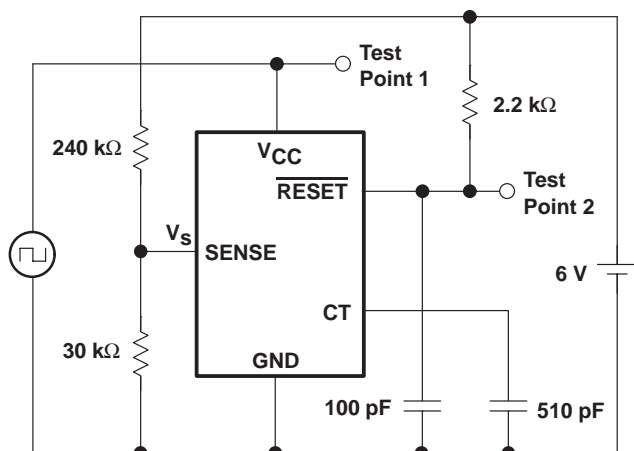 Test
Point 1
2.2 kΩ
240 kΩ
VCC
RESET
Test
Point 2
Vs
SENSE
6 V
CT
30 kΩ
GND
100 pF
510 pF